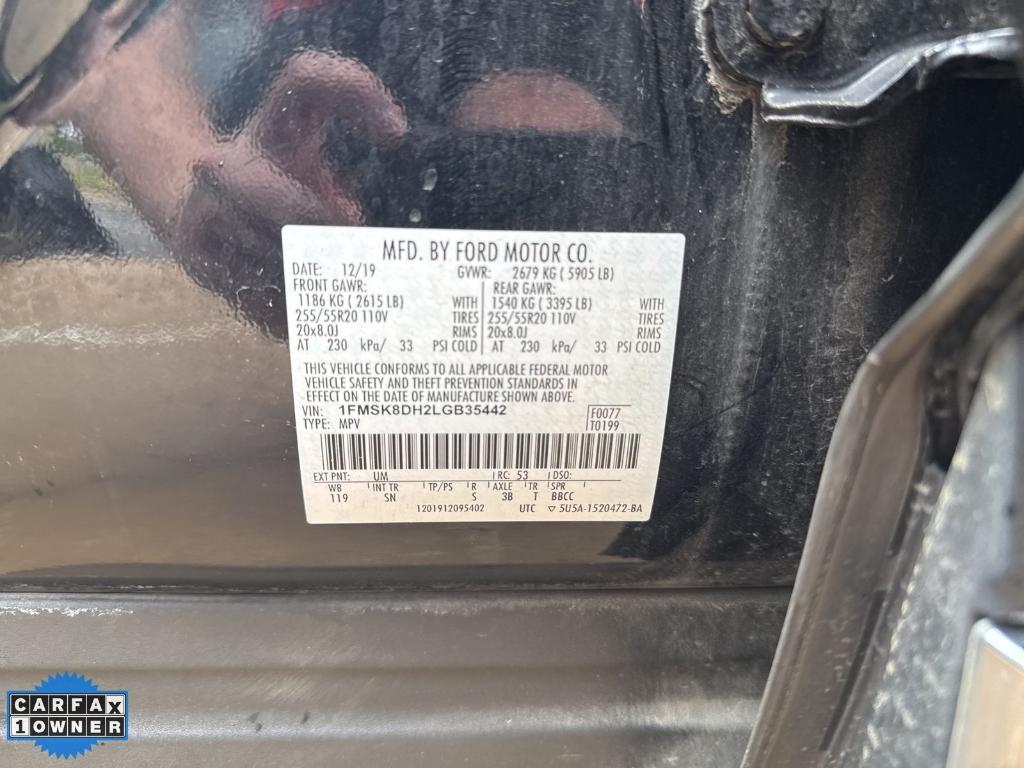 MFD. BY FORD MOTOR CO.
DATE: 12/19 GVWR: 2679 KG ( 5905 LB)
FRONT GAWR: REAR GAWR:
1186 KG ( 2615 LB) WITH 1540 KG ( 3395 LB) WITH
255/55R20 110V TIRES 255/55R20 110V TIRES
20x8.0J RIMS 20x8.0J RIMS
AT 230 kPa/ 33 PSI COLD AT 230 kPa/ 33 PSI COLD
THIS VEHICLE CONFORMS TO ALL APPLICABLE FEDERAL MOTOR
VEHICLE SAFETY AND THEFT PREVENTION STANDARDS IN
EFFECT ON THE DATE OF MANUFACTURE SHOWN ABOVE.
VIN: 1FMSK8DH2LGB35442 F0077
TYPE: MPV T0199
EXT PNT: UM RC: 53 DSO:
WB INT TR TP/PS R AXLE TR SPR
119 SN S 3B T BBCC
1201912095402 UTC ▽ 5U5A-1520472-BA
CARFAX
1 OWNER